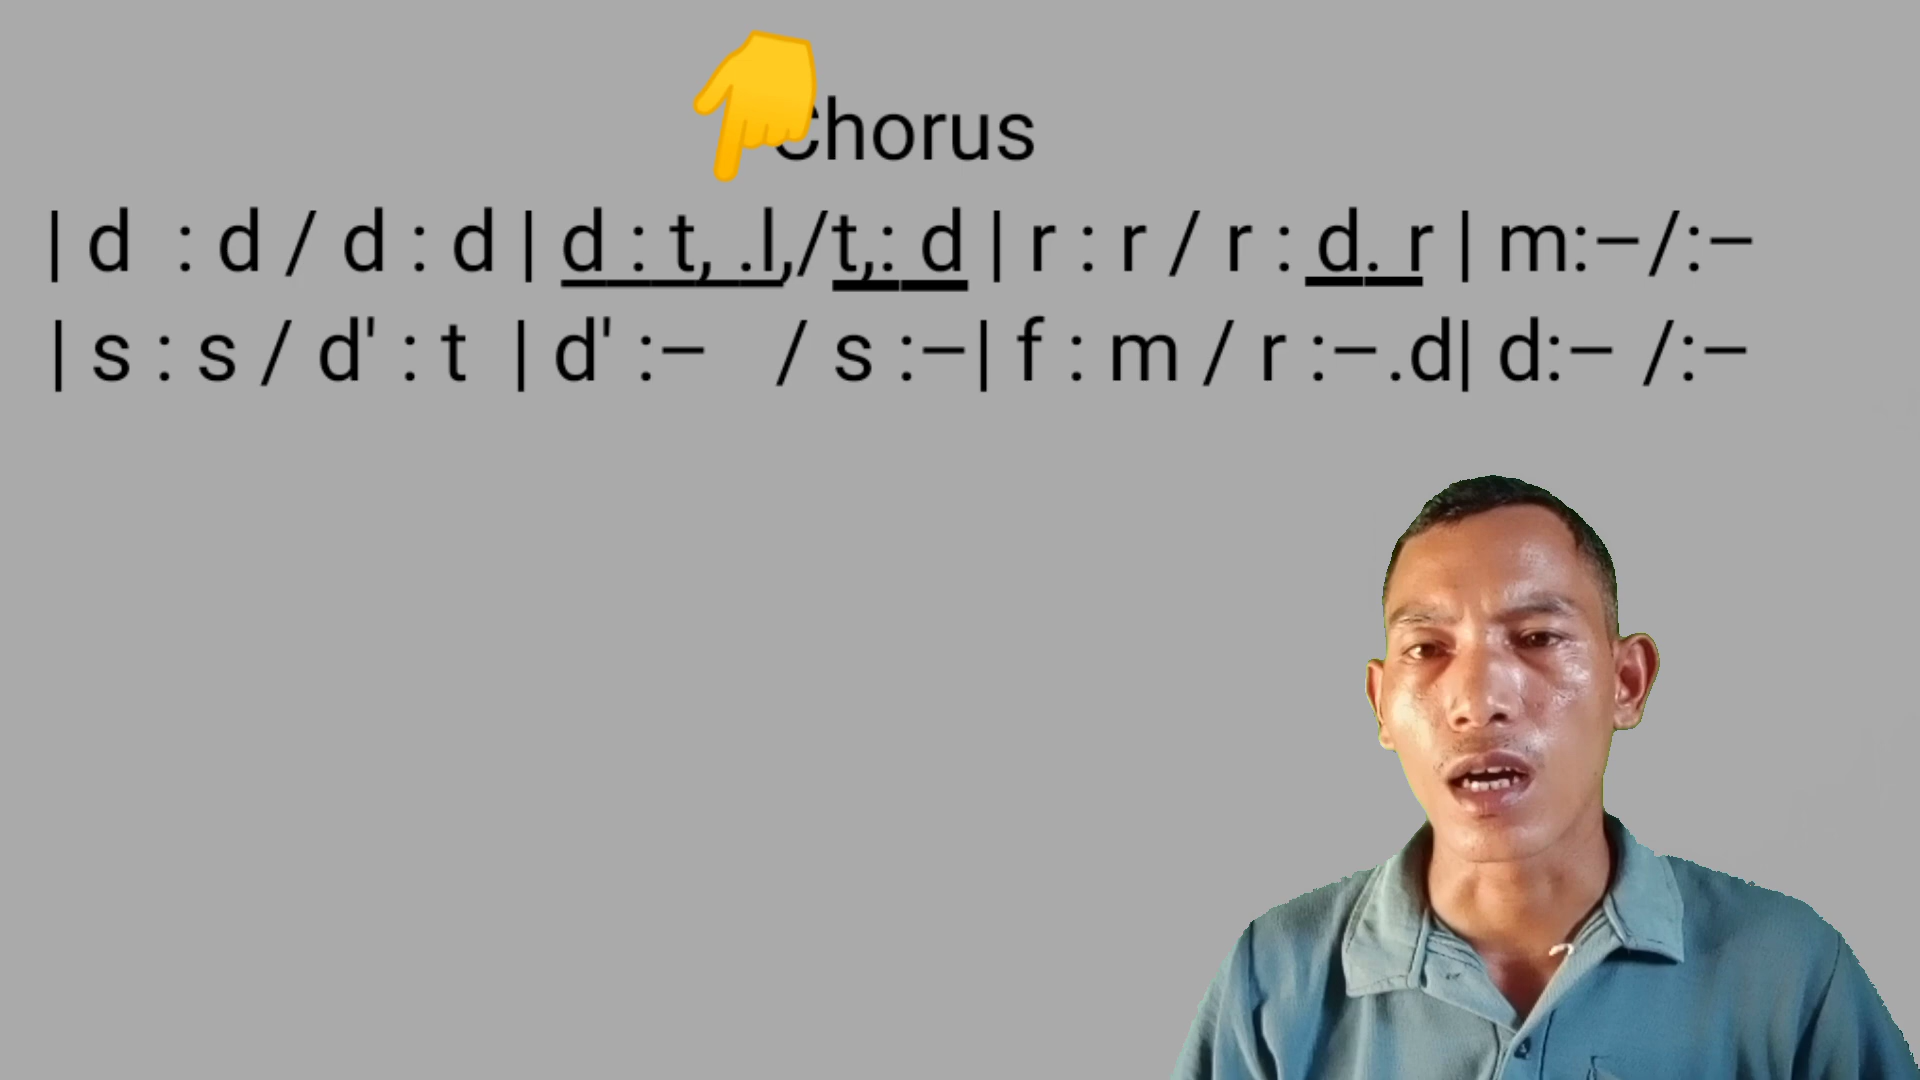 Chorus
| d : d / d : d | d : t, .l,/t,: d | r : r / r : d. r | m:–/:–
| s : s / d' : t | d' :– / s :–| f : m / r :–.d| d:– /:–